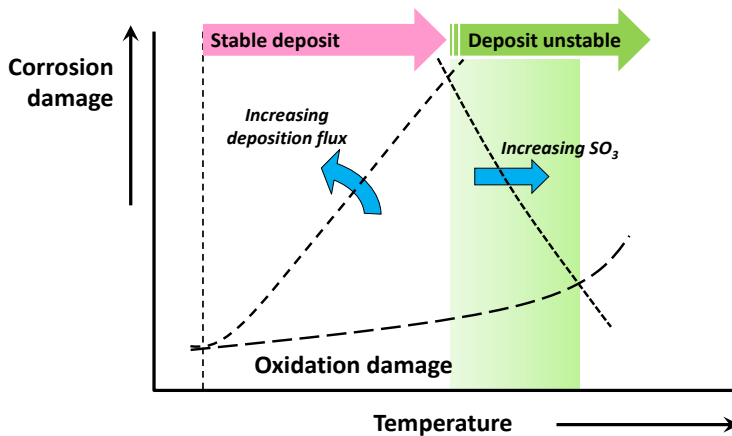 Stable deposit
Deposit unstable
Corrosion
damage
Increasing
deposition flux
Increasing SO₃
Oxidation damage
Temperature